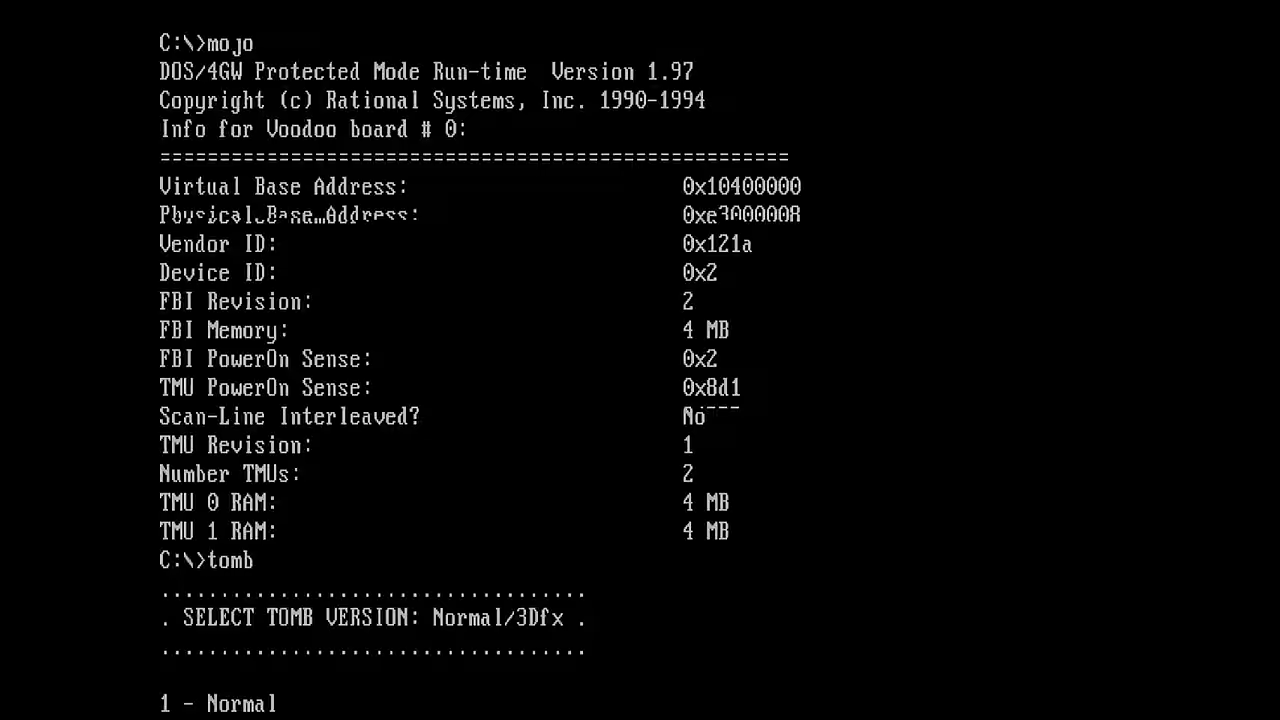 C:\>mojo
DOS/4GW Protected Mode Run-time  Version 1.97
Copyright (c) Rational Systems, Inc. 1990-1994
Info for Voodoo board # 0:
=====================================================
Virtual Base Address: 0x10400000
Physical Base Address: 0xe3000008
Vendor ID: 0x121a
Device ID: 0x2
FBI Revision: 2
FBI Memory: 4 MB
FBI PowerOn Sense: 0x2
TMU PowerOn Sense: 0x8d1
Scan-Line Interleaved? No
TMU Revision: 1
Number TMUs: 2
TMU 0 RAM: 4 MB
TMU 1 RAM: 4 MB
C:\>tomb
....................................
. SELECT TOMB VERSION: Normal/3Dfx .
....................................
1 - Normal